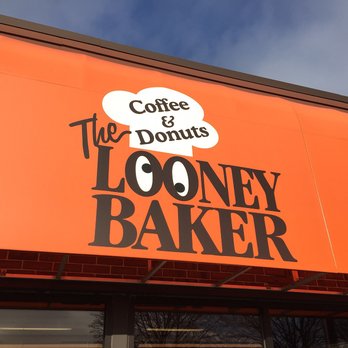 Coffee
&
Donuts
The
LOONEY
BAKER